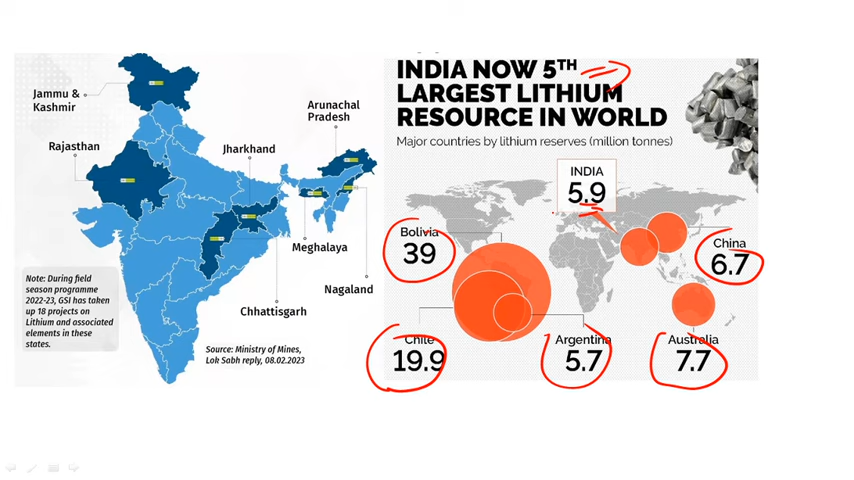 Jammu &
Kashmir
Arunachal
Pradesh
Rajasthan
Jharkhand
Meghalaya
Nagaland
Chhattisgarh
Note: During field
season programme
2022-23, GSI has taken
up 18 projects on
Lithium and associated
elements in these
states.
Source: Ministry of Mines,
Lok Sabh reply, 08.02.2023
INDIA NOW 5TH
LARGEST LITHIUM
RESOURCE IN WORLD
Major countries by lithium reserves (million tonnes)
INDIA
5.9
Bolivia
39
China
6.7
Chile
19.9
Argentina
5.7
Australia
7.7